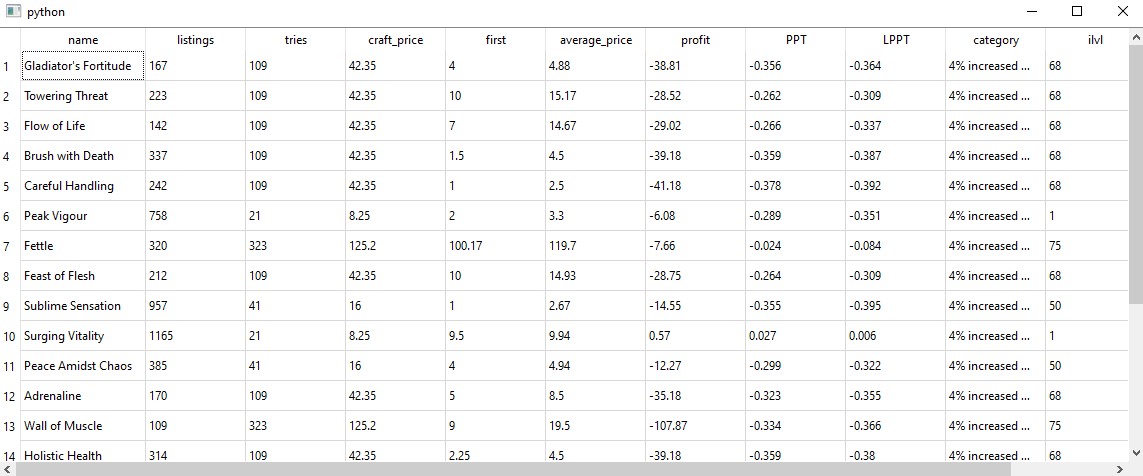 python
name listings tries craft_price first average_price profit PPT LPPT category ilvl
1 Gladiator's Fortitude 167 109 42.35 4 4.88 -38.81 -0.356 -0.364 4% increased ... 68
2 Towering Threat 223 109 42.35 10 15.17 -28.52 -0.262 -0.309 4% increased ... 68
3 Flow of Life 142 109 42.35 7 14.67 -29.02 -0.266 -0.337 4% increased ... 68
4 Brush with Death 337 109 42.35 1.5 4.5 -39.18 -0.359 -0.387 4% increased ... 68
5 Careful Handling 242 109 42.35 1 2.5 -41.18 -0.378 -0.392 4% increased ... 68
6 Peak Vigour 758 21 8.25 2 3.3 -6.08 -0.289 -0.351 4% increased ... 1
7 Fettle 320 323 125.2 100.17 119.7 -7.66 -0.024 -0.084 4% increased ... 75
8 Feast of Flesh 212 109 42.35 10 14.93 -28.75 -0.264 -0.309 4% increased ... 68
9 Sublime Sensation 957 41 16 1 2.67 -14.55 -0.355 -0.395 4% increased ... 50
10 Surging Vitality 1165 21 8.25 9.5 9.94 0.57 0.027 0.006 4% increased ... 1
11 Peace Amidst Chaos 385 41 16 4 4.94 -12.27 -0.299 -0.322 4% increased ... 50
12 Adrenaline 170 109 42.35 5 8.5 -35.18 -0.323 -0.355 4% increased ... 68
13 Wall of Muscle 109 323 125.2 9 19.5 -107.87 -0.334 -0.366 4% increased ... 75
14 Holistic Health 314 109 42.35 2.25 4.5 -39.18 -0.359 -0.38 4% increased ... 68